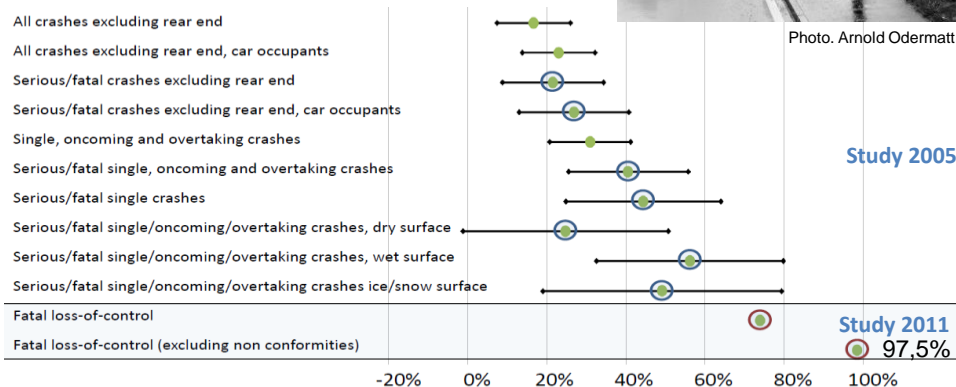 Photo. Arnold Odermatt
All crashes excluding rear end
All crashes excluding rear end, car occupants
Serious/fatal crashes excluding rear end
Serious/fatal crashes excluding rear end, car occupants
Single, oncoming and overtaking crashes
Study 2005
Serious/fatal single, oncoming and overtaking crashes
Serious/fatal single crashes
Serious/fatal single/oncoming/overtaking crashes, dry surface
Serious/fatal single/oncoming/overtaking crashes, wet surface
Serious/fatal single/oncoming/overtaking crashes ice/snow surface
Fatal loss-of-control
Study 2011
Fatal loss-of-control (excluding non conformities)
97,5%
-20% 0% 20% 40% 60% 80% 100%